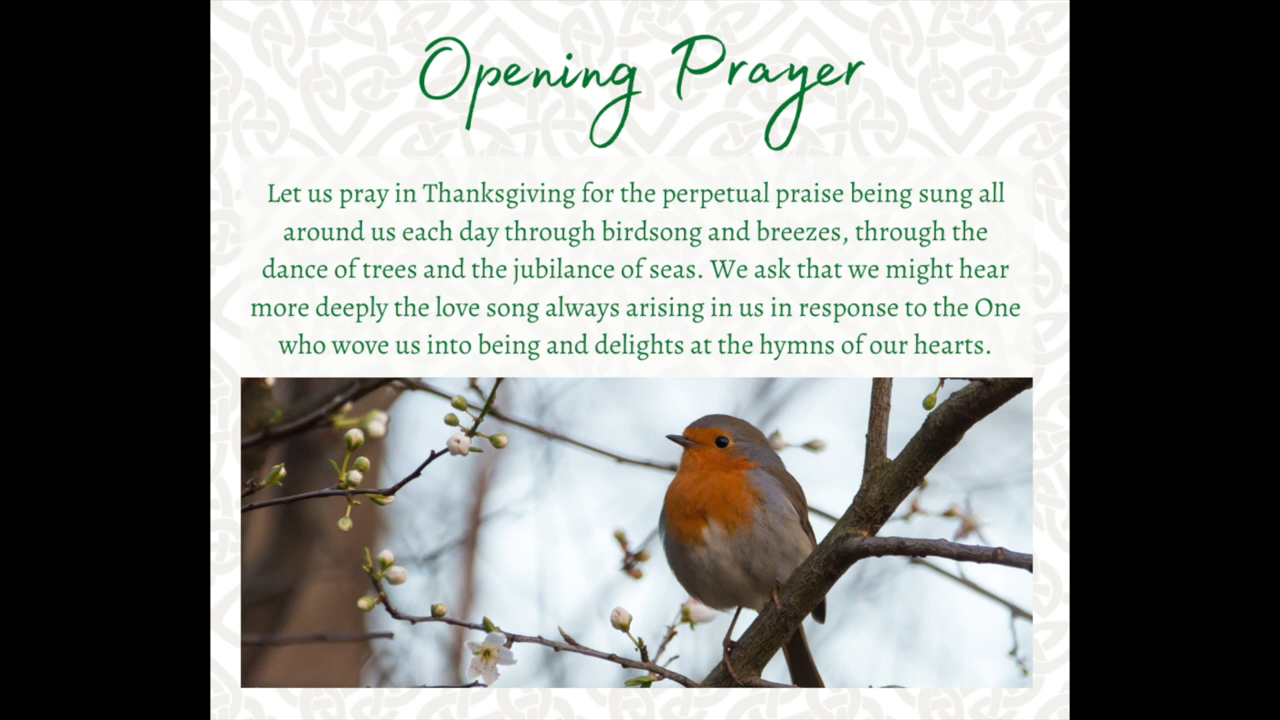 Opening Prayer
Let us pray in Thanksgiving for the perpetual praise being sung all
around us each day through birdsong and breezes, through the
dance of trees and the jubilance of seas. We ask that we might hear
more deeply the love song always arising in us in response to the One
who wove us into being and delights at the hymns of our hearts.